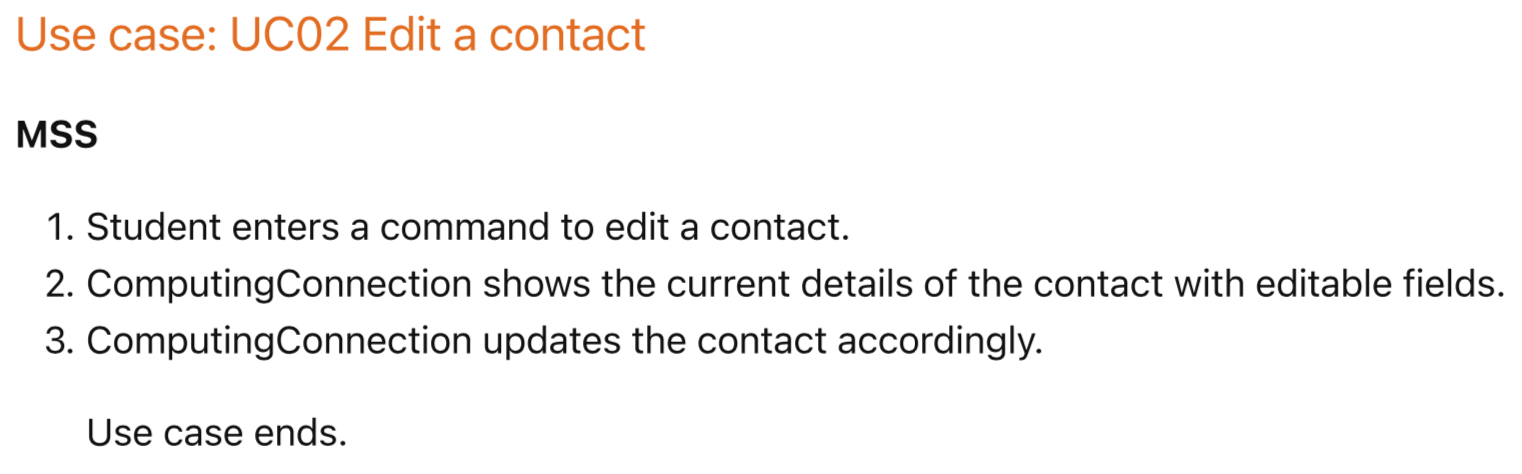 Use case: UC02 Edit a contact
MSS
1. Student enters a command to edit a contact.
2. ComputingConnection shows the current details of the contact with editable fields.
3. ComputingConnection updates the contact accordingly.
Use case ends.